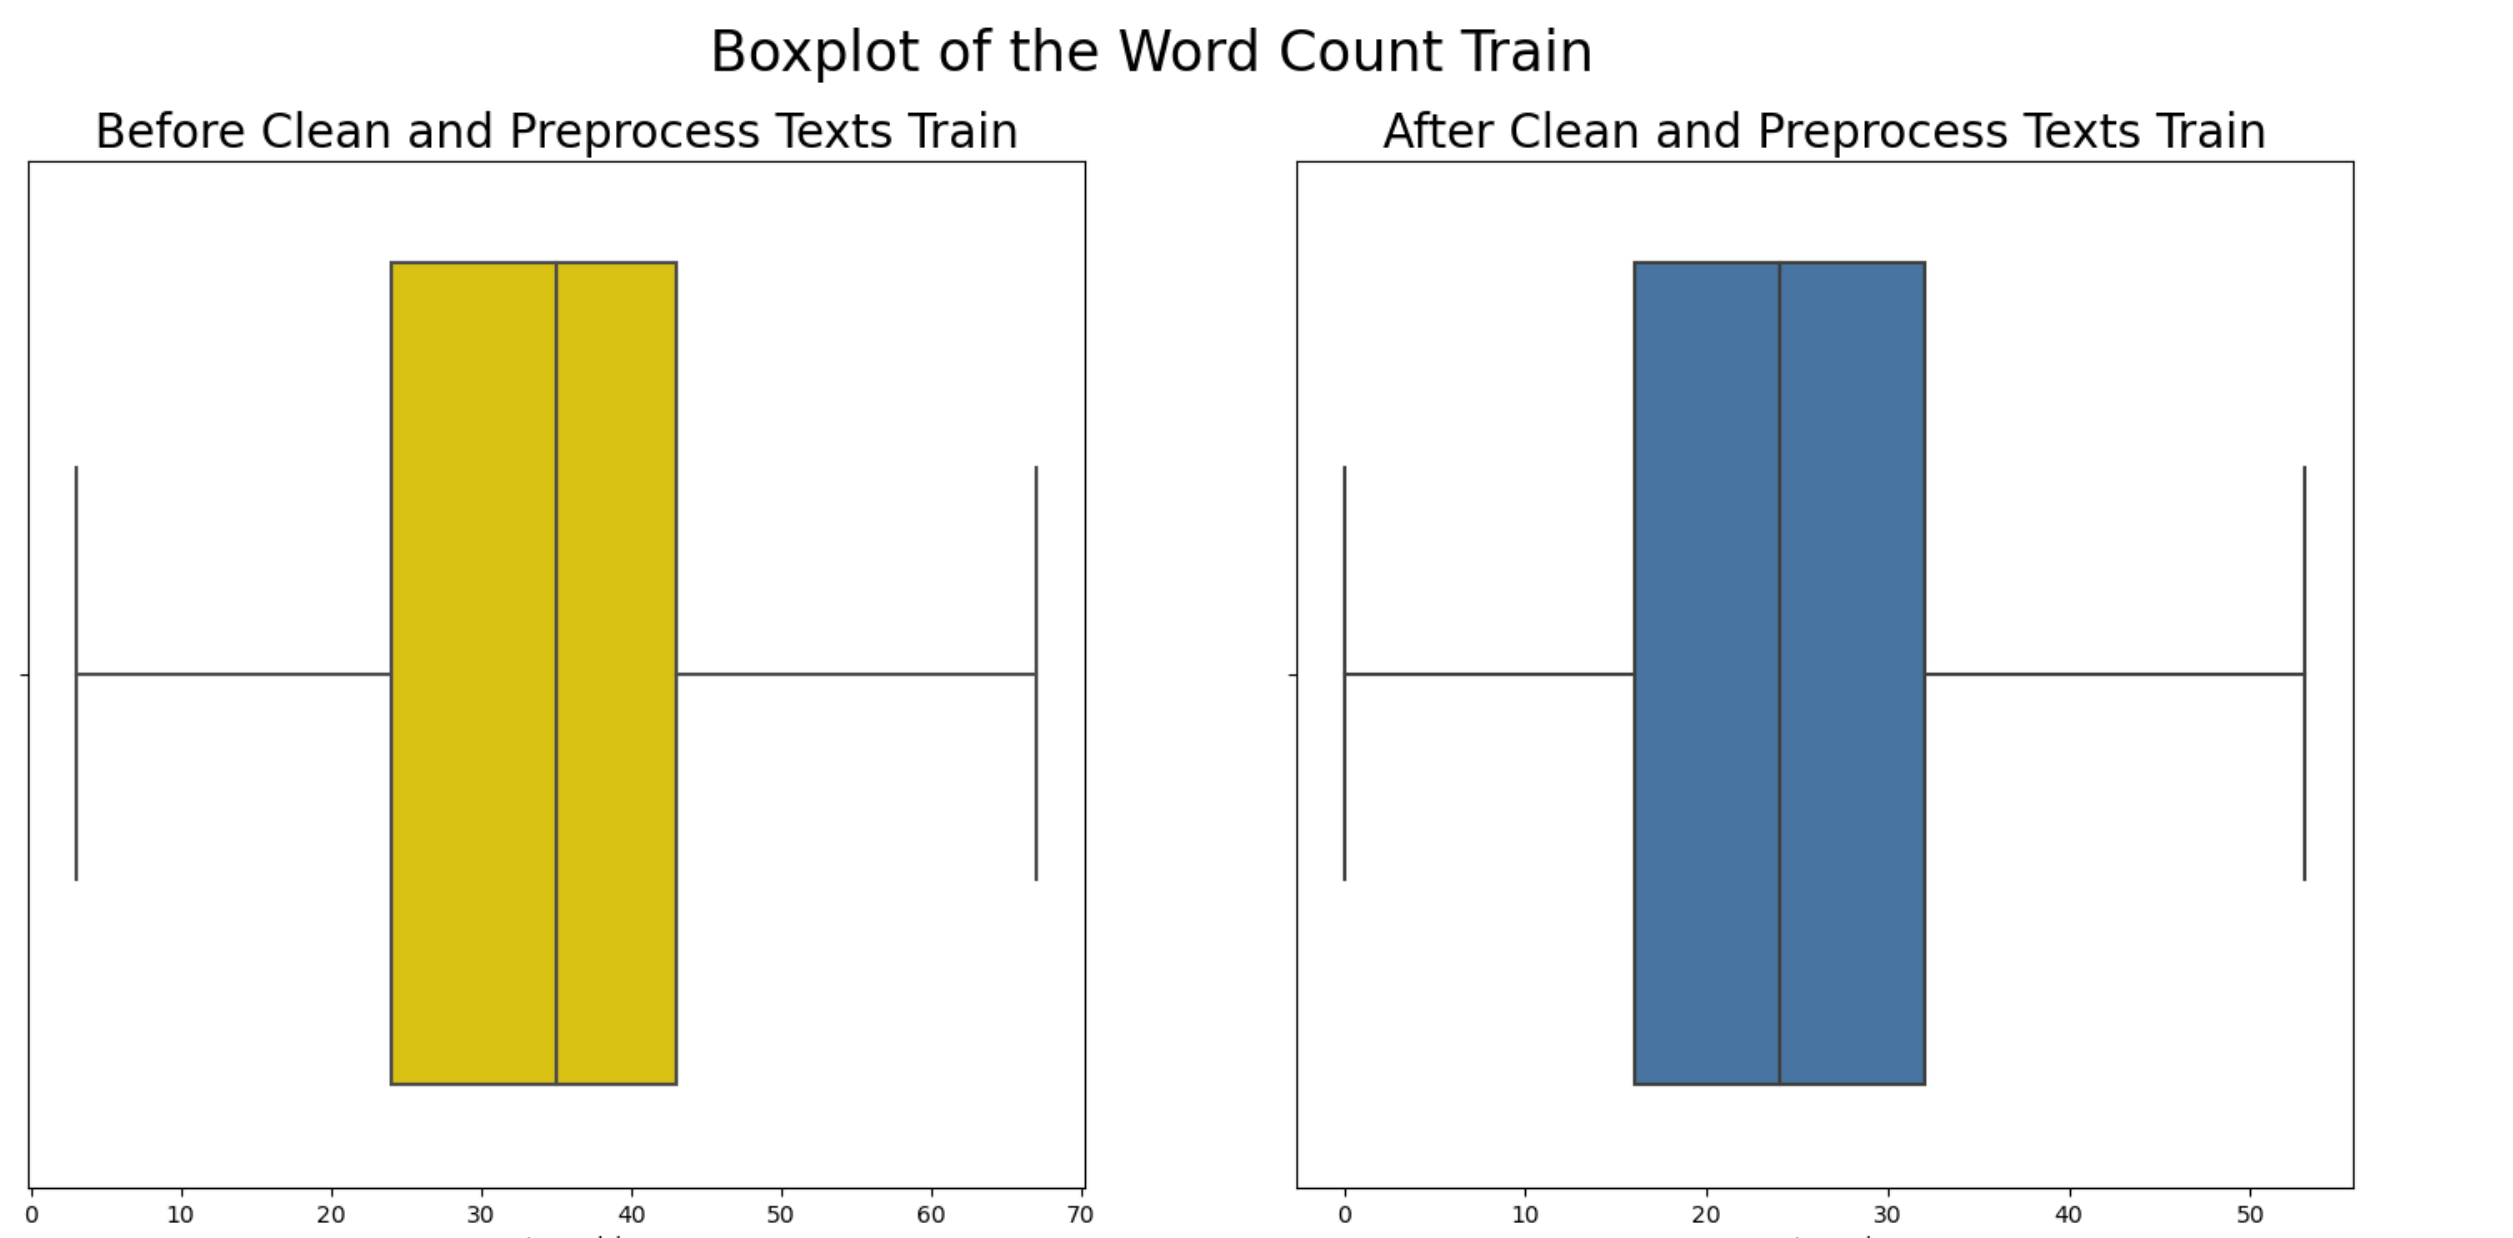 Boxplot of the Word Count Train
Before Clean and Preprocess Texts Train
After Clean and Preprocess Texts Train
0 10 20 30 40 50 60 70
0 10 20 30 40 50